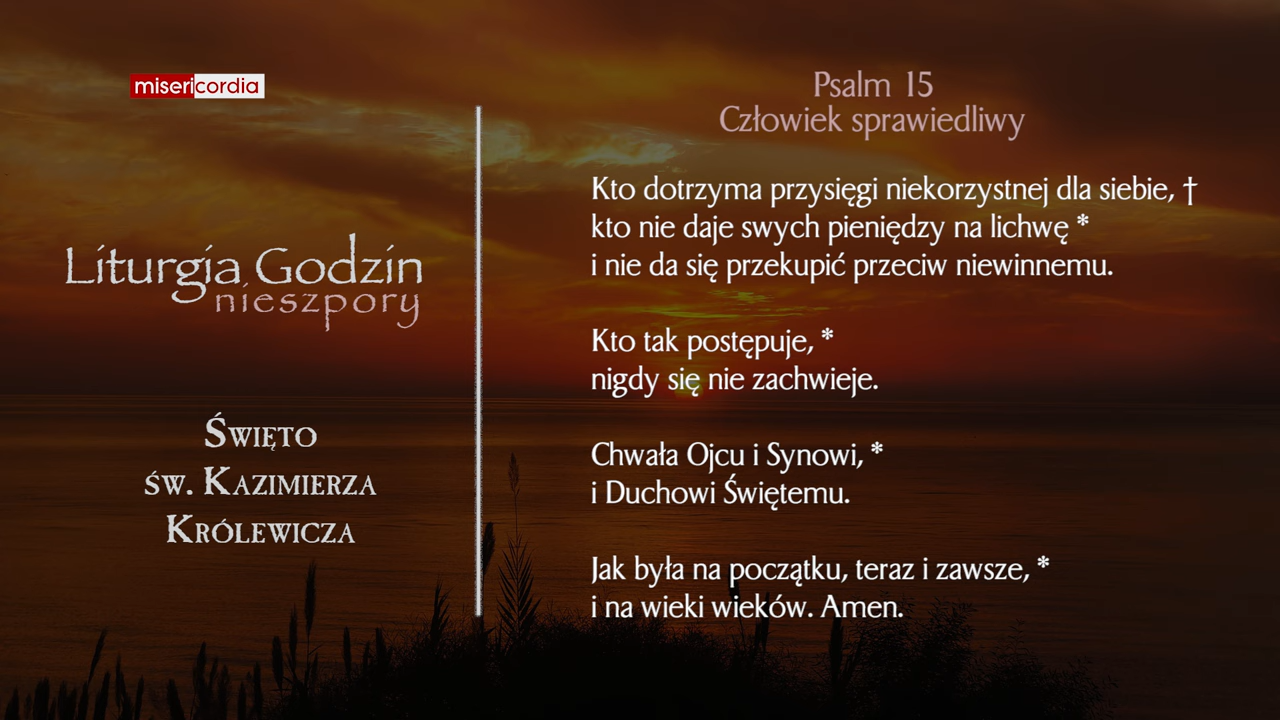 misericordia
Liturgia Godzin
nieszpory
Święto
św. Kazimierza
Królewicza
Psalm 15
Człowiek sprawiedliwy
Kto dotrzyma przysięgi niekorzystnej dla siebie, †
kto nie daje swych pieniędzy na lichwę *
i nie da się przekupić przeciw niewinnemu.
Kto tak postępuje, *
nigdy się nie zachwieje.
Chwała Ojcu i Synowi, *
i Duchowi Świętemu.
Jak była na początku, teraz i zawsze, *
i na wieki wieków. Amen.